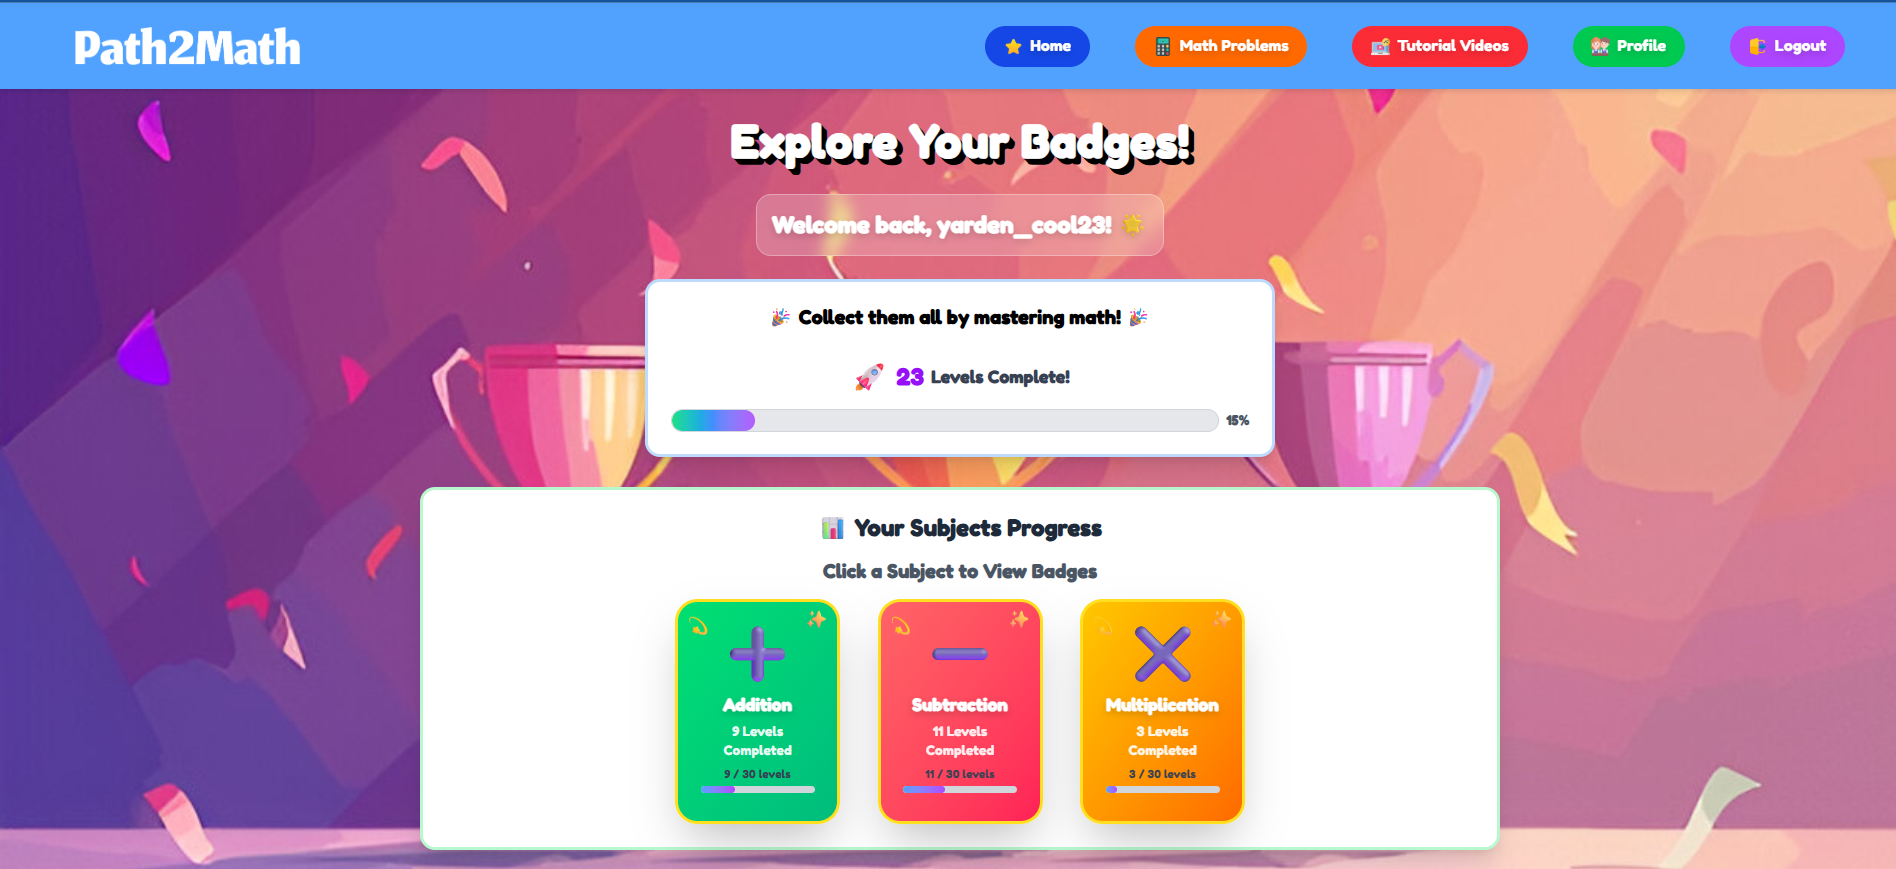 Path2Math
Home
Math Problems
Tutorial Videos
Profile
Logout
Explore Your Badges!
Welcome back, yarden_cool23!
Collect them all by mastering math!
23 Levels Complete!
15%
Your Subjects Progress
Click a Subject to View Badges
Addition
9 Levels
Completed
9 / 30 levels
Subtraction
11 Levels
Completed
11 / 30 levels
Multiplication
3 Levels
Completed
3 / 30 levels